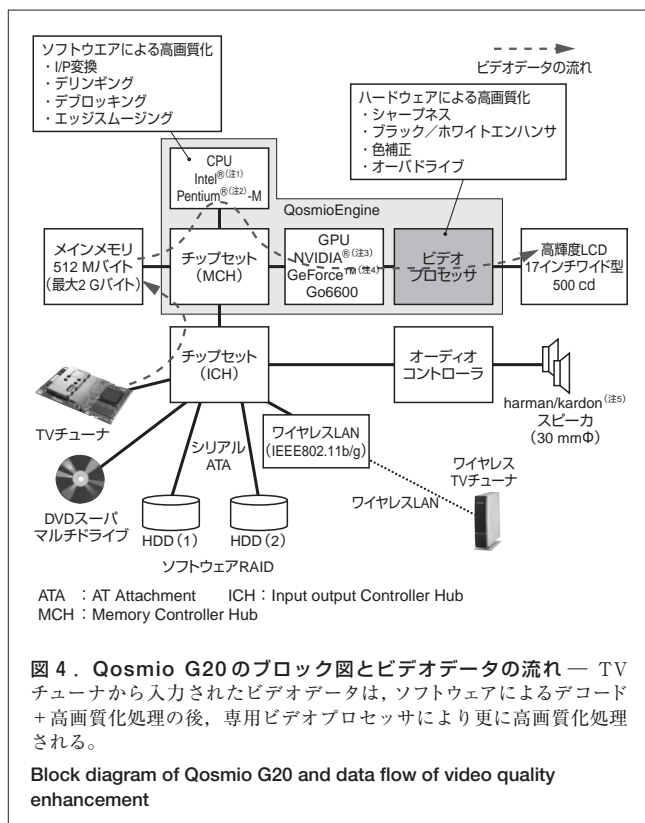 ソフトウエアによる高画質化
・I/P変換
・デリンギング
・デブロッキング
・エッジスムージング
ビデオデータの流れ
ハードウェアによる高画質化
・シャープネス
・ブラック／ホワイトエンハンサ
・色補正
・オーバドライブ
CPU
Intel®(注1)
Pentium®(注2)-M
QosmioEngine
メインメモリ
512 Mバイト
(最大2 Gバイト)
チップセット
(MCH)
GPU
NVIDIA®(注3)
GeForce™(注4)
Go6600
ビデオ
プロセッサ
高輝度LCD
17インチワイド型
500 cd
チップセット
(ICH)
オーディオ
コントローラ
harman/kardon(注5)
スピーカ
(30 mmΦ)
TVチューナ
シリアル
ATA
ワイヤレスLAN
(IEEE802.11b/g)
ワイヤレス
TVチューナ
ワイヤレスLAN
DVDスーパ
マルチドライブ
HDD(1)
HDD(2)
ソフトウェアRAID
ATA ：AT Attachment ICH：Input output Controller Hub
MCH：Memory Controller Hub
図4．Qosmio G20のブロック図とビデオデータの流れ — TV
チューナから入力されたビデオデータは，ソフトウェアによるデコード
+高画質化処理の後，専用ビデオプロセッサにより更に高画質化処理
される。
Block diagram of Qosmio G20 and data flow of video quality
enhancement